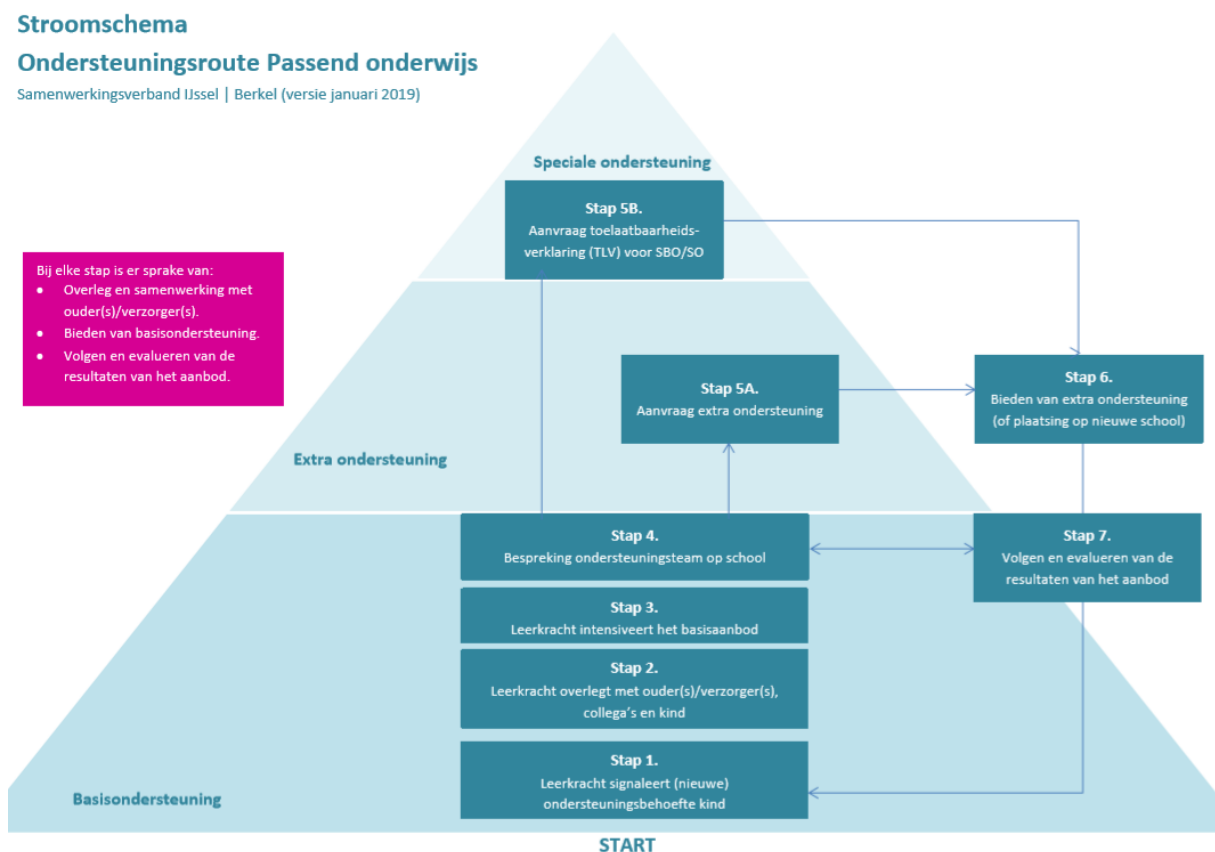 Stroomschema
Ondersteuningsroute Passend onderwijs
Samenwerkingsverband IJssel | Berkel (versie januari 2019)
Speciale ondersteuning
Stap 5B.
Aanvraag toelaatbaarheids-
verklaring (TLV) voor SBO/SO
Bij elke stap is er sprake van:
• Overleg en samenwerking met
ouder(s)/verzorger(s).
• Bieden van basisondersteuning.
• Volgen en evalueren van de
resultaten van het aanbod.
Stap 5A.
Aanvraag extra ondersteuning
Stap 6.
Bieden van extra ondersteuning
(of plaatsing op nieuwe school)
Extra ondersteuning
Stap 4.
Bespreking ondersteuningsteam op school
Stap 7.
Volgen en evalueren van de
resultaten van het aanbod
Stap 3.
Leerkracht intensiveert het basisaanbod
Stap 2.
Leerkracht overlegt met ouder(s)/verzorger(s),
collega's en kind
Stap 1.
Leerkracht signaleert (nieuwe)
ondersteuningsbehoefte kind
Basisondersteuning
START